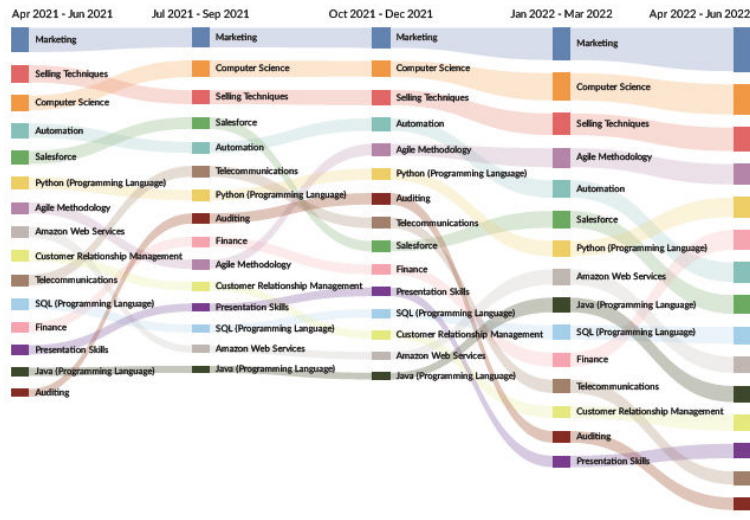 Apr 2021 - Jun 2021
Jul 2021 - Sep 2021
Oct 2021 - Dec 2021
Jan 2022 - Mar 2022
Apr 2022 - Jun 2022
Marketing
Selling Techniques
Computer Science
Automation
Salesforce
Python (Programming Language)
Agile Methodology
Amazon Web Services
Customer Relationship Management
Telecommunications
SQL (Programming Language)
Finance
Presentation Skills
Java (Programming Language)
Auditing
Marketing
Computer Science
Selling Techniques
Salesforce
Automation
Telecommunications
Python (Programming Language)
Auditing
Finance
Agile Methodology
Customer Relationship Management
Presentation Skills
SQL (Programming Language)
Amazon Web Services
Java (Programming Language)
Marketing
Computer Science
Selling Techniques
Automation
Agile Methodology
Python (Programming Language)
Auditing
Telecommunications
Salesforce
Finance
Presentation Skills
SQL (Programming Language)
Customer Relationship Management
Amazon Web Services
Java (Programming Language)
Marketing
Computer Science
Selling Techniques
Agile Methodology
Automation
Salesforce
Python (Programming Language)
Amazon Web Services
Java (Programming Language)
SQL (Programming Language)
Finance
Telecommunications
Customer Relationship Management
Auditing
Presentation Skills